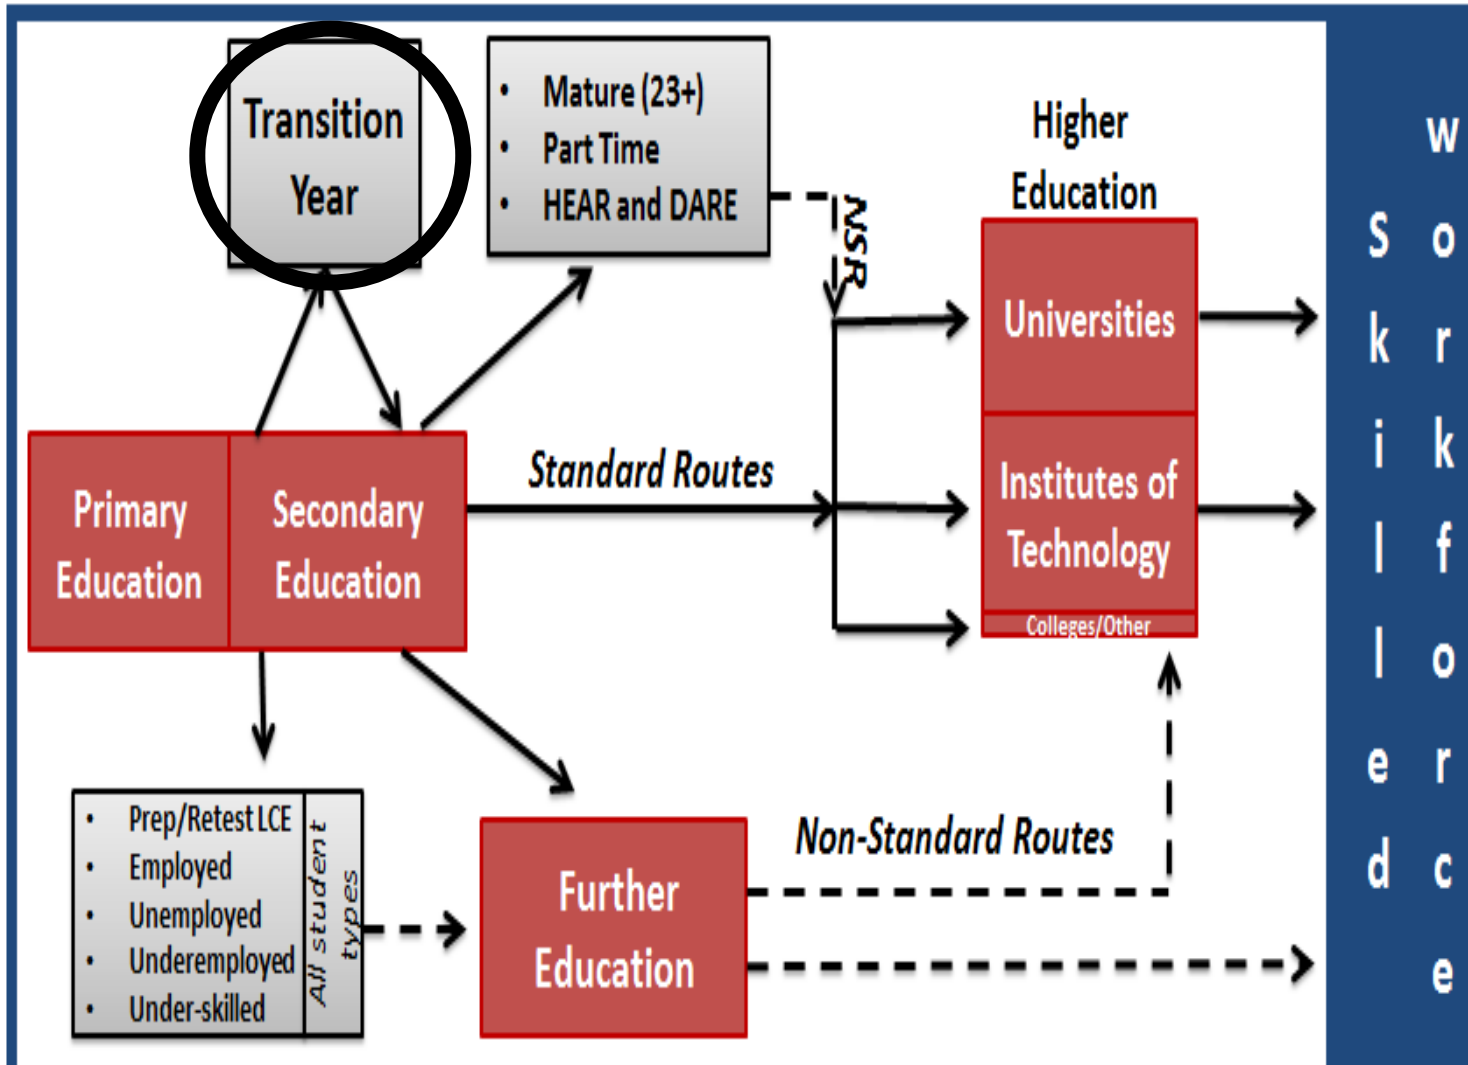 Transition
Year
• Mature (23+)
• Part Time
• HEAR and DARE
NSR
Higher
Education
Universities
Institutes of
Technology
Colleges/Other
Standard Routes
Primary
Education
Secondary
Education
• Prep/Retest LCE
• Employed
• Unemployed
• Underemployed
• Under-skilled
All student
types
Further
Education
Non-Standard Routes
Skilled
workforce